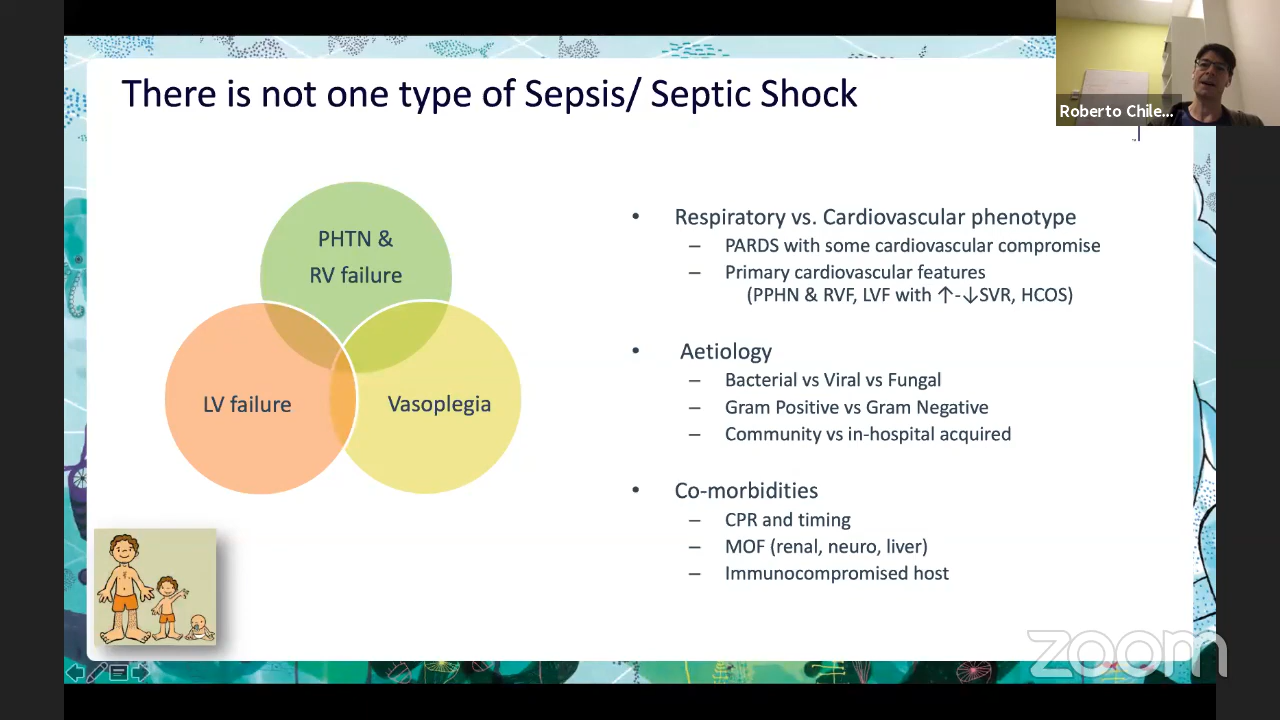 There is not one type of Sepsis/ Septic Shock
Roberto Chile...
PHTN &
RV failure
LV failure
Vasoplegia
• Respiratory vs. Cardiovascular phenotype
– PARDS with some cardiovascular compromise
– Primary cardiovascular features
(PPHN & RVF, LVF with ↑-↓SVR, HCOS)
• Aetiology
– Bacterial vs Viral vs Fungal
– Gram Positive vs Gram Negative
– Community vs in-hospital acquired
• Co-morbidities
– CPR and timing
– MOF (renal, neuro, liver)
– Immunocompromised host
zoom